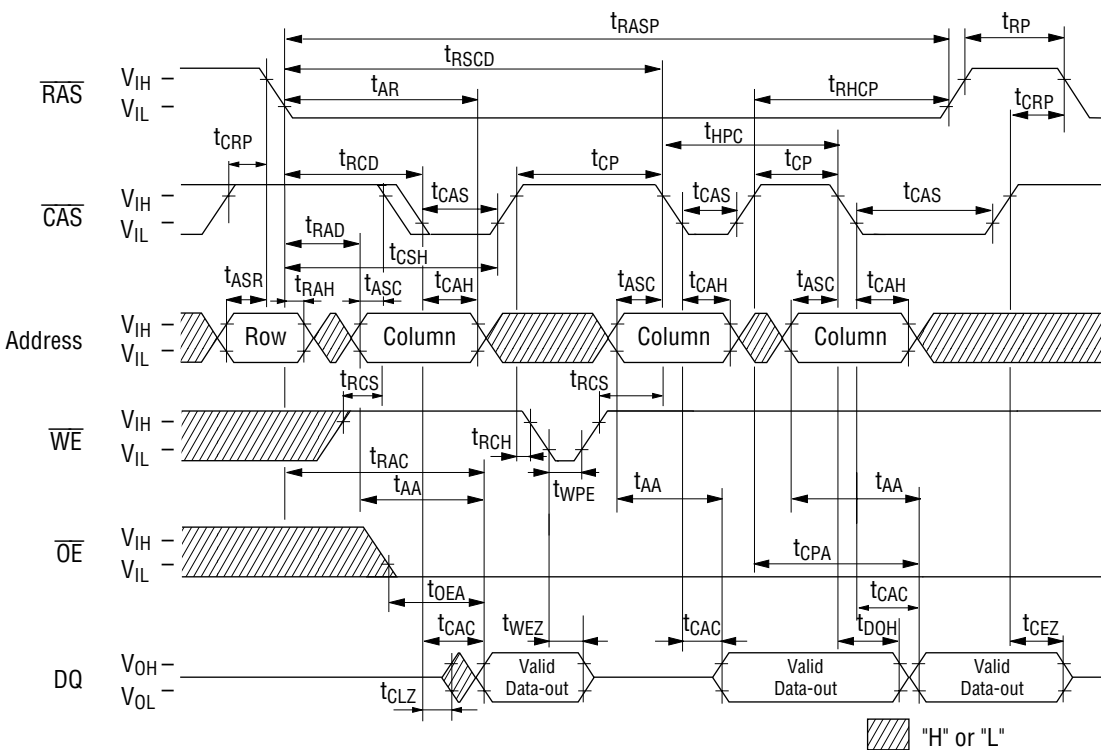 tRASP
tRP
tRSCD
RAS
VIH
VIL
tAR
tRHCP
tCRP
tCRP
tRCD
tCP
tHPC
tCP
CAS
VIH
VIL
tCAS
tCAS
tCAS
tRAD
tCSH
tASR
tRAH
tASC
tCAH
tASC
tCAH
tASC
tCAH
Address
VIH
VIL
Row
Column
Column
Column
tRCS
tRCS
WE
VIH
VIL
tRCH
tWPE
tRAC
tAA
tAA
tAA
OE
VIH
VIL
tCPA
tOEA
tCAC
tCAC
tWEZ
tCAC
tDOH
tCEZ
DQ
VOH
VOL
Valid
Data-out
Valid
Data-out
Valid
Data-out
tCLZ
"H" or "L"